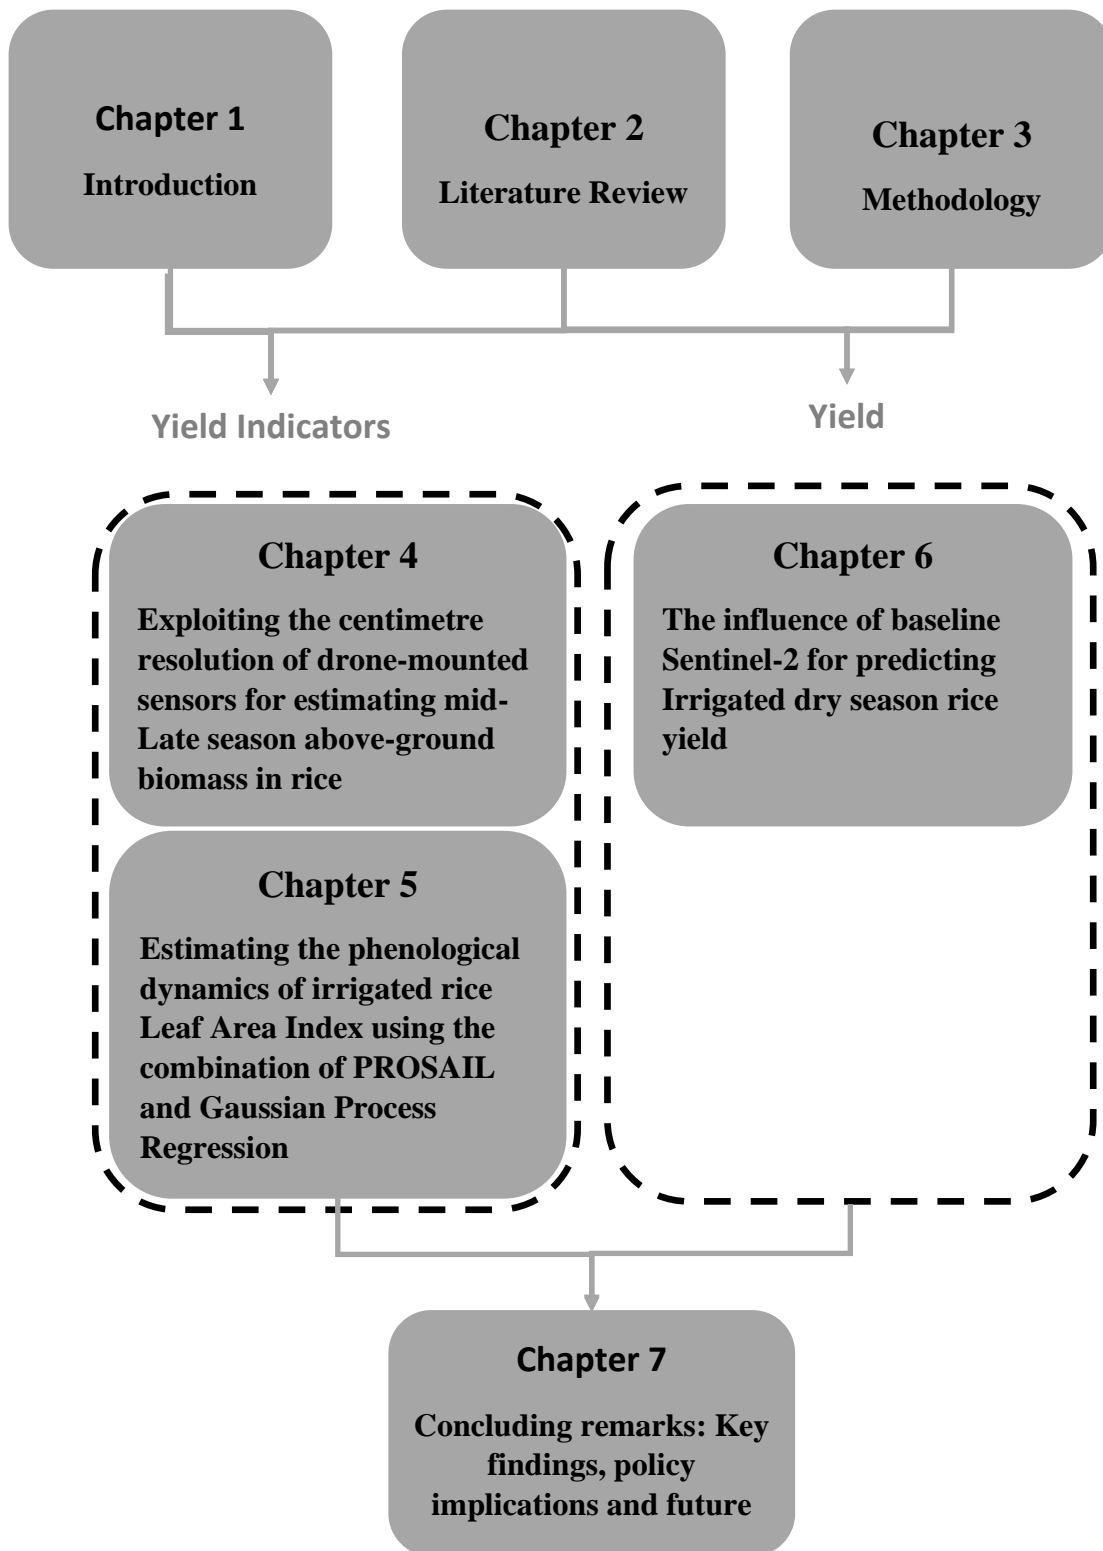 Chapter 1
Introduction
Chapter 2
Literature Review
Chapter 3
Methodology
Yield Indicators
Yield
Chapter 4
Exploiting the centimetre
resolution of drone-mounted
sensors for estimating mid-
Late season above-ground
biomass in rice
Chapter 5
Estimating the phenological
dynamics of irrigated rice
Leaf Area Index using the
combination of PROSAIL
and Gaussian Process
Regression
Chapter 6
The influence of baseline
Sentinel-2 for predicting
Irrigated dry season rice
yield
Chapter 7
Concluding remarks: Key
findings, policy
implications and future